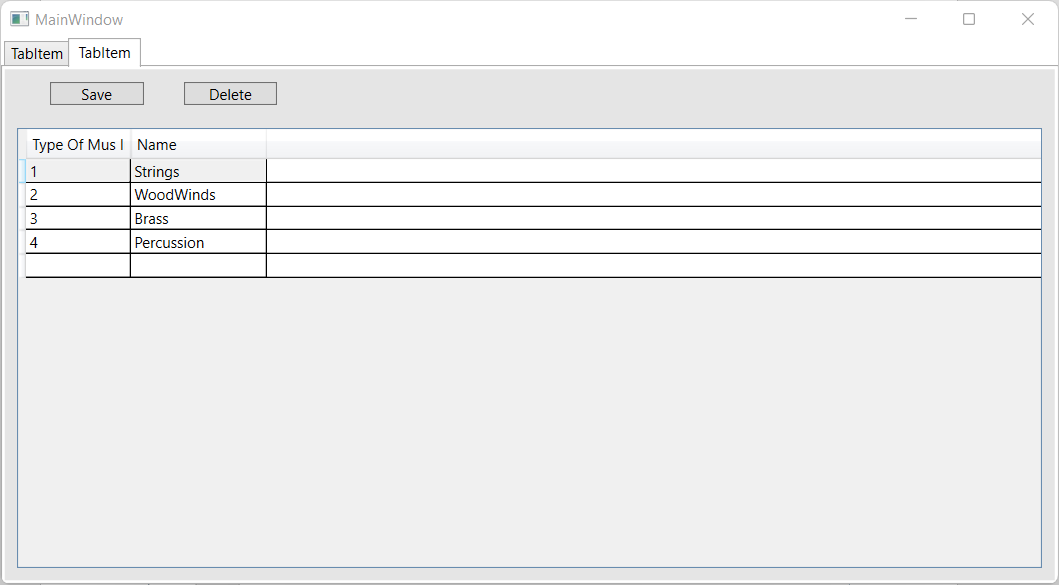 MainWindow
TabItem TabItem
Save Delete
Type Of Mus I Name
1 Strings
2 WoodWinds
3 Brass
4 Percussion